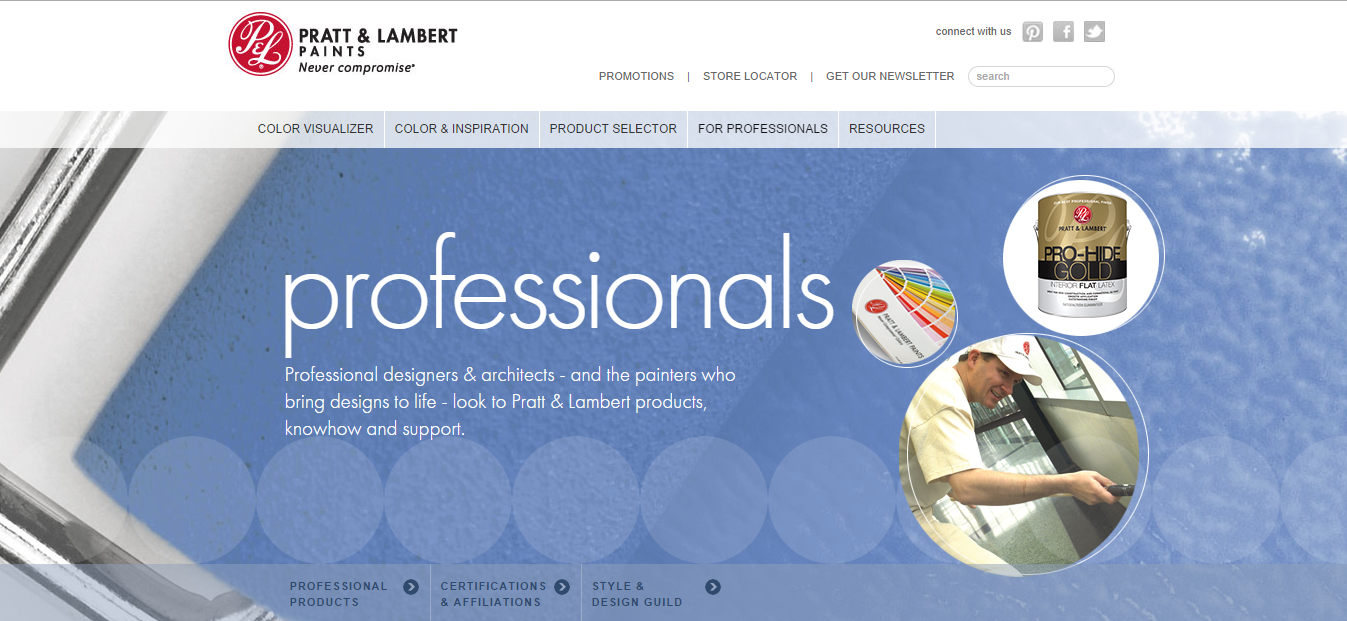 PRATT & LAMBERT
PAINTS
Never compromise®
connect with us
PROMOTIONS | STORE LOCATOR | GET OUR NEWSLETTER
search
COLOR VISUALIZER
COLOR & INSPIRATION
PRODUCT SELECTOR
FOR PROFESSIONALS
RESOURCES
professionals
Professional designers & architects - and the painters who
bring designs to life - look to Pratt & Lambert products,
knowhow and support.
PRATT & LAMBERT PAINTS
PRATT & LAMBERT
PRO-HIDE
GOLD
INTERIOR FLAT LATEX
PROFESSIONAL
PRODUCTS
CERTIFICATIONS
& AFFILIATIONS
STYLE &
DESIGN GUILD